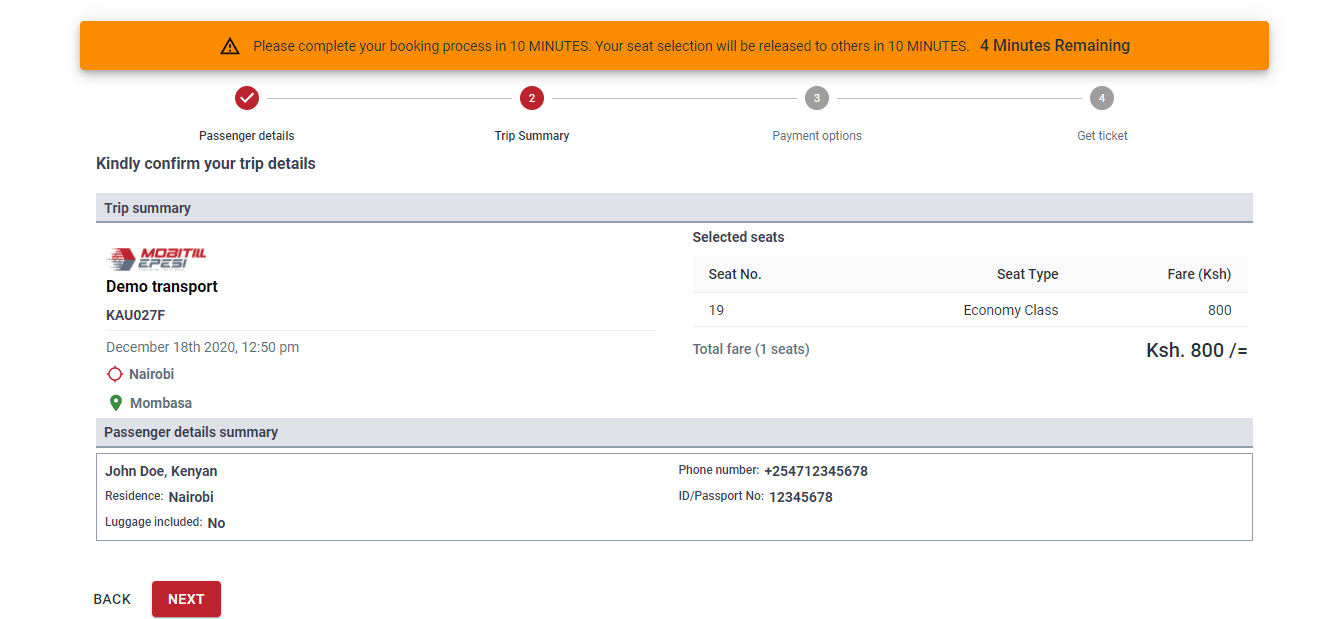 Please complete your booking process in 10 MINUTES. Your seat selection will be released to others in 10 MINUTES. 4 Minutes Remaining
2 3 4
Passenger details Trip Summary Payment options Get ticket
Kindly confirm your trip details
Trip summary
MOBITILL
EPESI
Demo transport
KAU027F
December 18th 2020, 12:50 pm
Nairobi
Mombasa
Selected seats
Seat No. Seat Type Fare (Ksh)
19 Economy Class 800
Total fare (1 seats) Ksh. 800 /=
Passenger details summary
John Doe, Kenyan
Residence: Nairobi
Luggage included: No
Phone number: +254712345678
ID/Passport No: 12345678
BACK NEXT